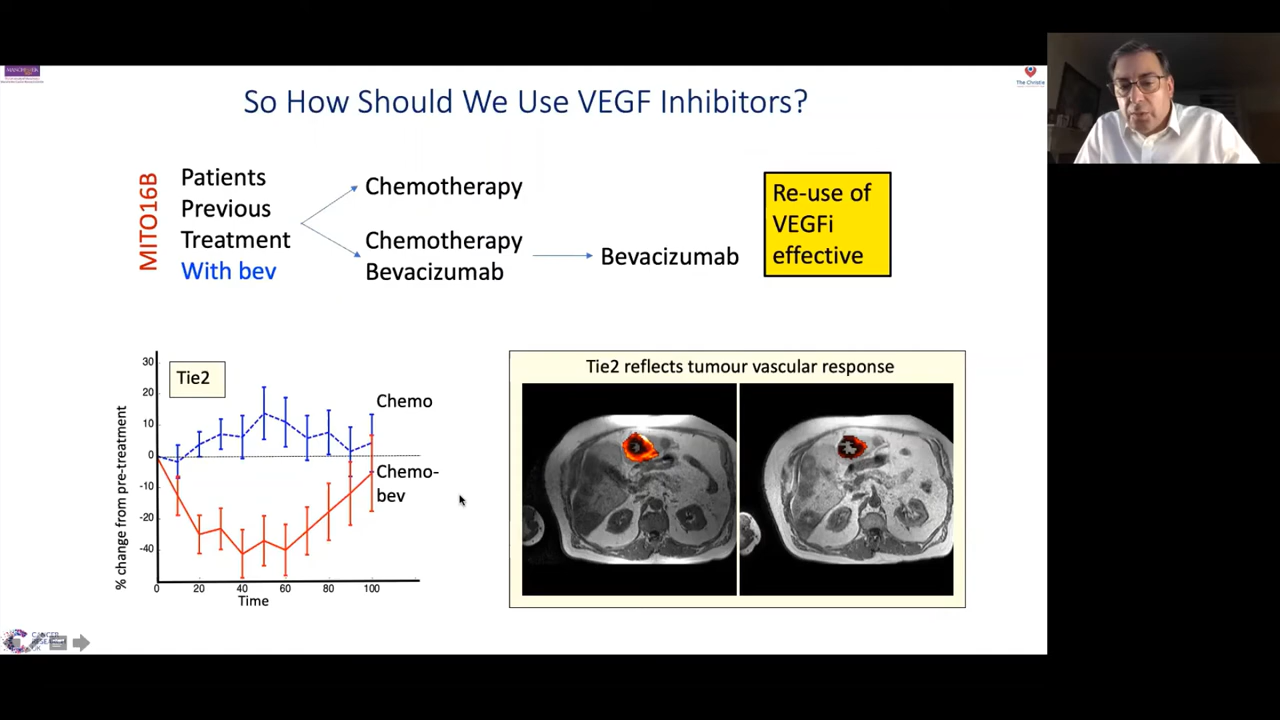 So How Should We Use VEGF Inhibitors?
MITO16B
Patients
Previous
Treatment
With bev
Chemotherapy
Chemotherapy
Bevacizumab
Bevacizumab
Re-use of
VEGFi
effective
Tie2
% change from pre-treatment
30
20
10
0
-10
-20
-40
0 20 40 60 80 100
Time
Chemo
Chemo-
bev
Tie2 reflects tumour vascular response
The Christie